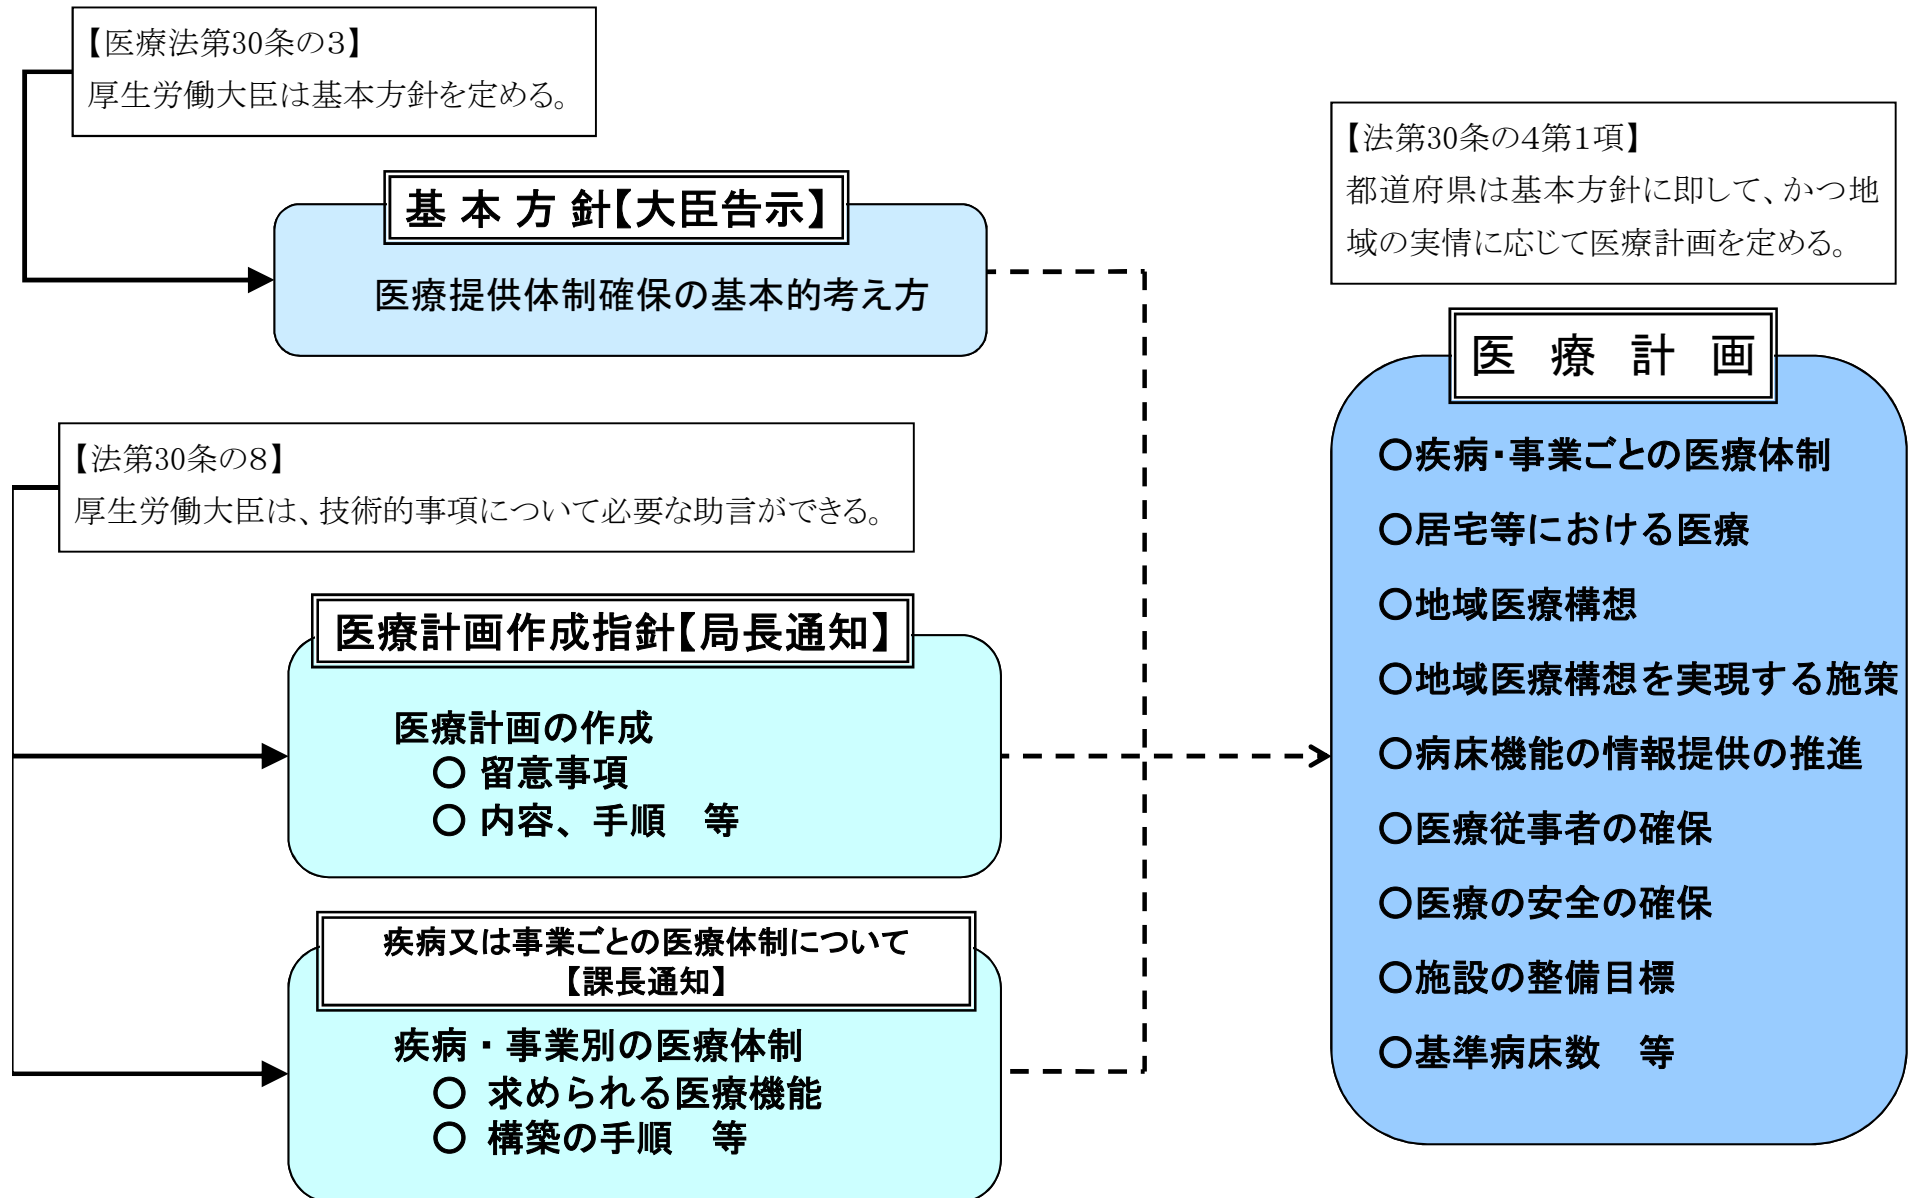 【医療法第30条の３】
厚生労働大臣は基本方針を定める。
基 本 方 針【大臣告示】
医療提供体制確保の基本的考え方
【法第30条の８】
厚生労働大臣は、技術的事項について必要な助言ができる。
医療計画作成指針【局長通知】
医療計画の作成
○ 留意事項
○ 内容、手順　等
疾病又は事業ごとの医療体制について
【課長通知】
疾病・事業別の医療体制
○ 求められる医療機能
○ 構築の手順　等
【法第30条の４第１項】
都道府県は基本方針に即して、かつ地
域の実情に応じて医療計画を定める。
医 療 計 画
○疾病・事業ごとの医療体制
○居宅等における医療
○地域医療構想
○地域医療構想を実現する施策
○病床機能の情報提供の推進
○医療従事者の確保
○医療の安全の確保
○施設の整備目標
○基準病床数　等